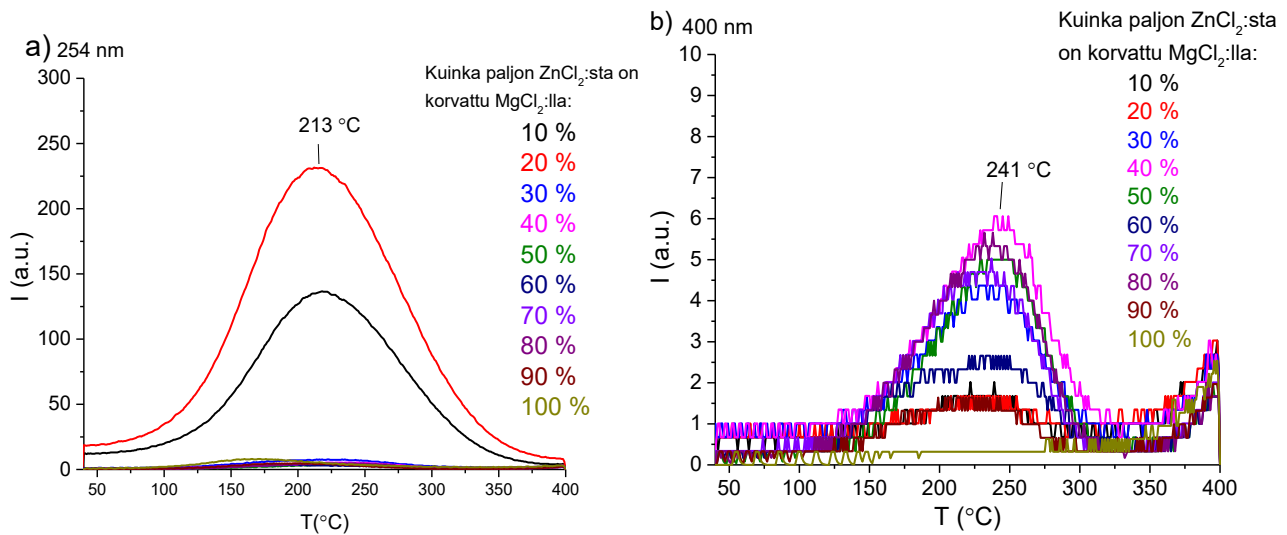 a) 254 nm
Kuinka paljon ZnCl2:sta on
korvattu MgCl2:lla:
10 %
20 %
30 %
40 %
50 %
60 %
70 %
80 %
90 %
100 %
213 °C
300
250
200
150
100
50
0
I (a.u.)
50 100 150 200 250 300 350 400
T(°C)
b) 400 nm
Kuinka paljon ZnCl2:sta
on korvattu MgCl2:lla:
10 %
20 %
30 %
40 %
50 %
60 %
70 %
80 %
90 %
100 %
241 °C
10
9
8
7
6
5
4
3
2
1
0
I (a.u.)
50 100 150 200 250 300 350 400
T (°C)